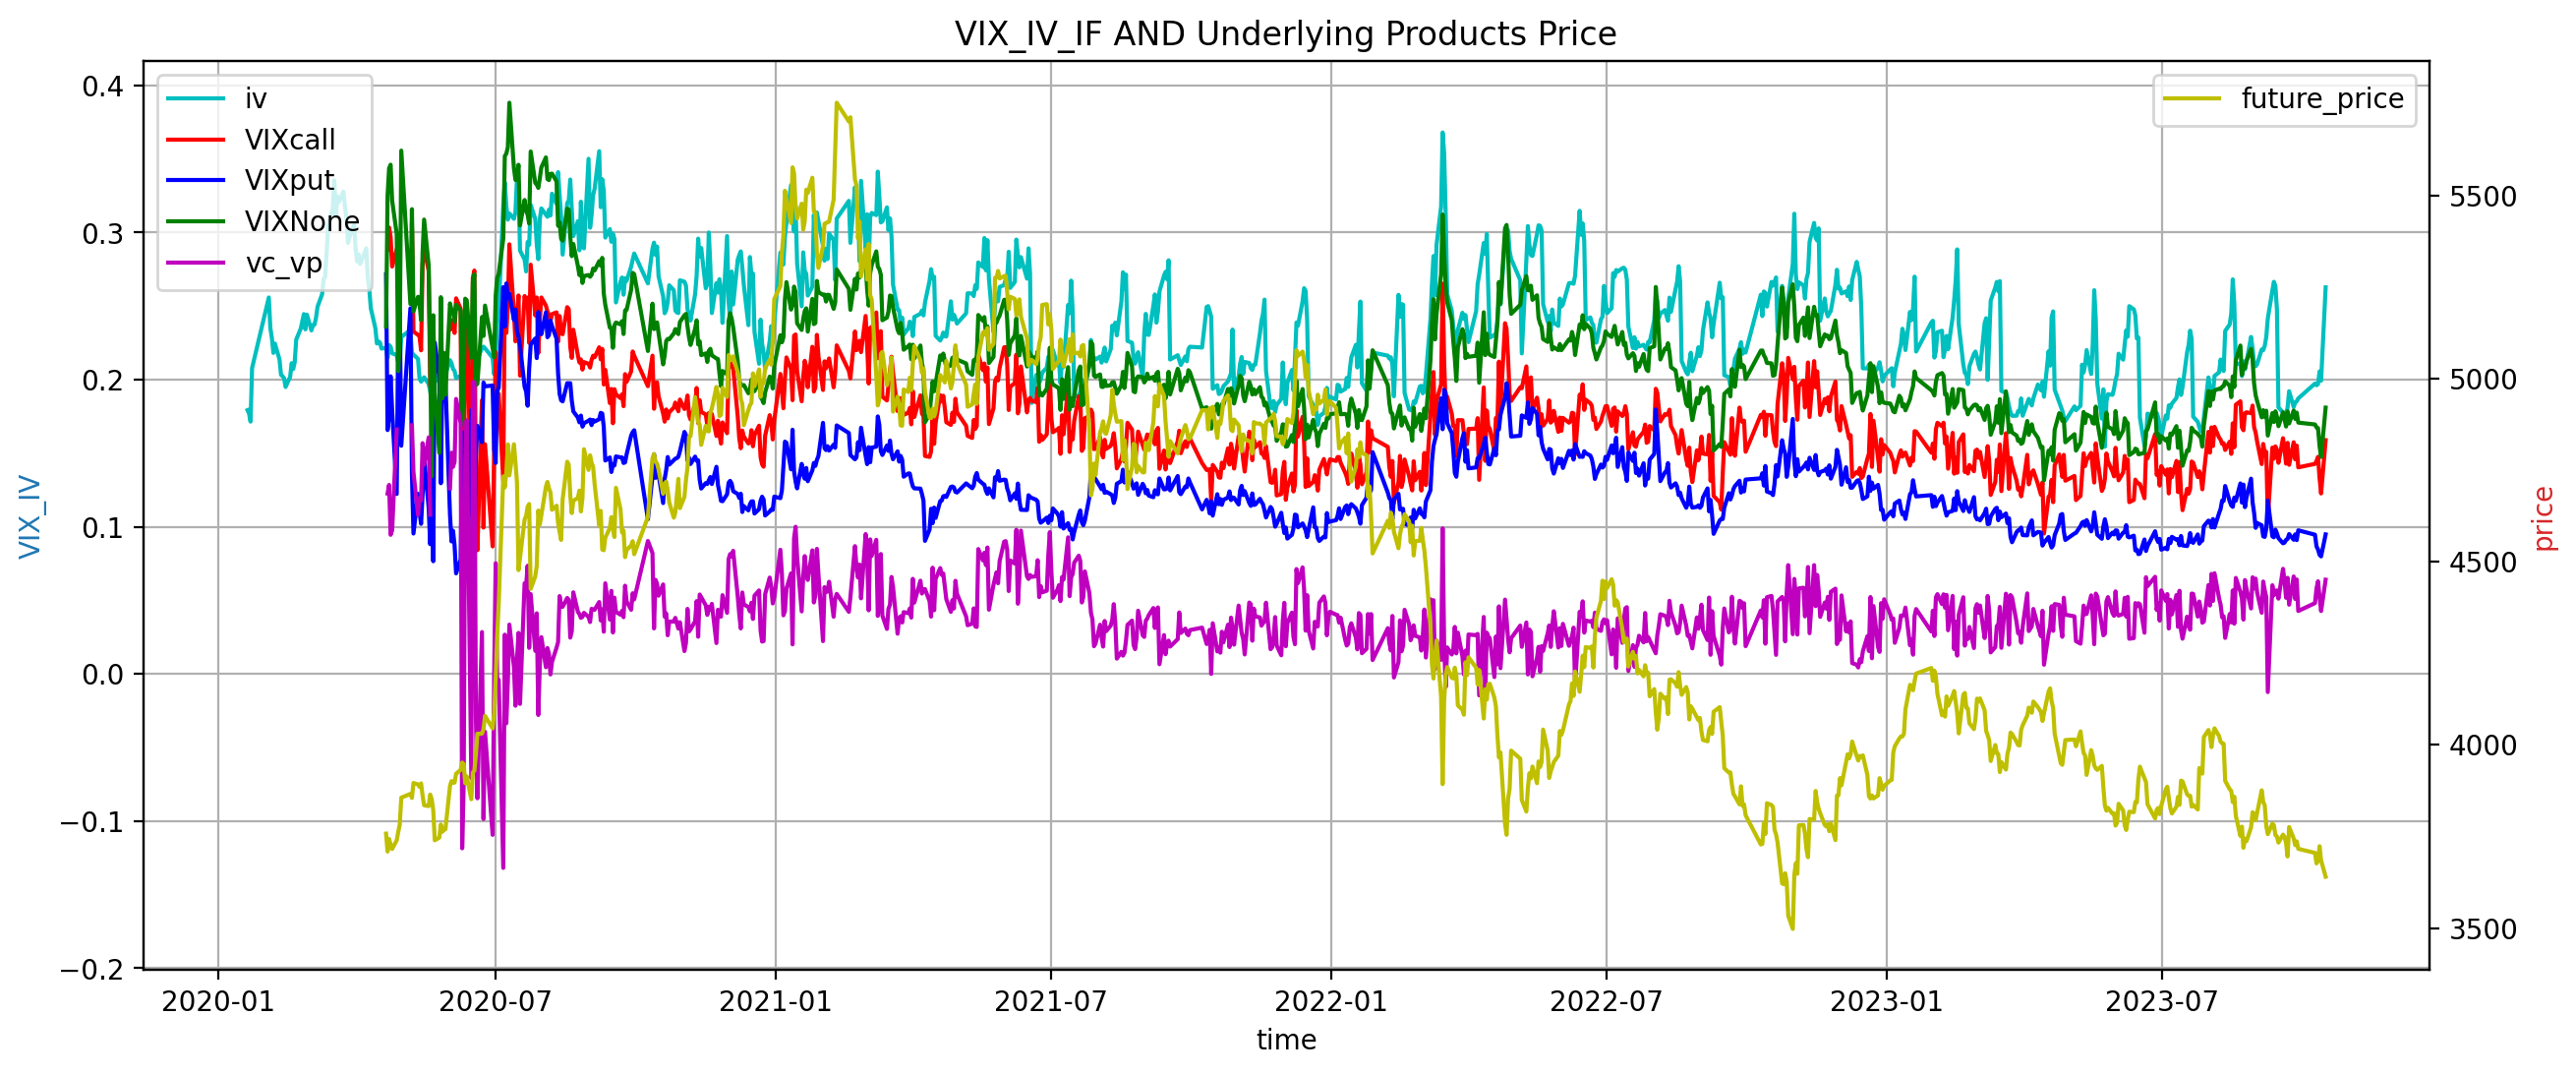 VIX_IV_IF AND Underlying Products Price
iv
VIXcall
VIXput
VIXNone
vc_vp
future_price
0.4
0.3
0.2
0.1
0.0
−0.1
−0.2
VIX_IV
5500
5000
4500
4000
3500
price
2020-01
2020-07
2021-01
2021-07
2022-01
2022-07
2023-01
2023-07
time